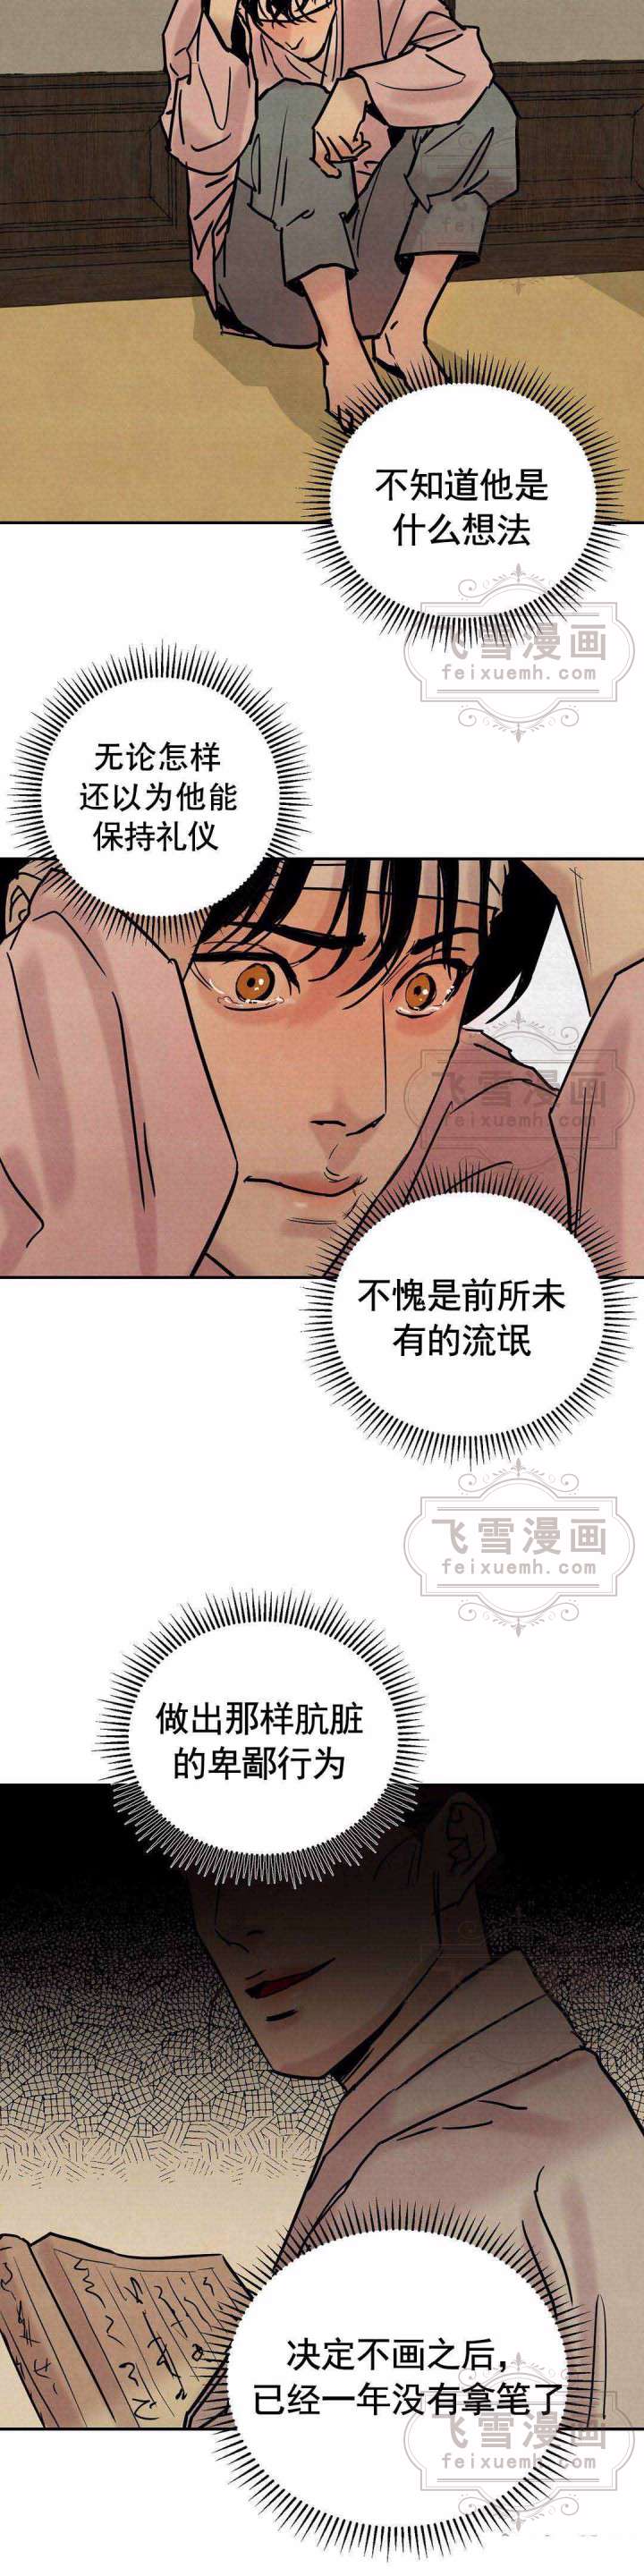 不知道他是
什么想法
飞雪漫画
feixuemh.com
无论怎样
还以为他能
保持礼仪
飞雪漫画
feixuemh.com
不愧是前所未
有的流氓
飞雪漫画
feixuemh.com
做出那样肮脏
的卑鄙行为
决定不画之后，
已经一年没有拿笔了
飞雪漫画
feixuemh.com